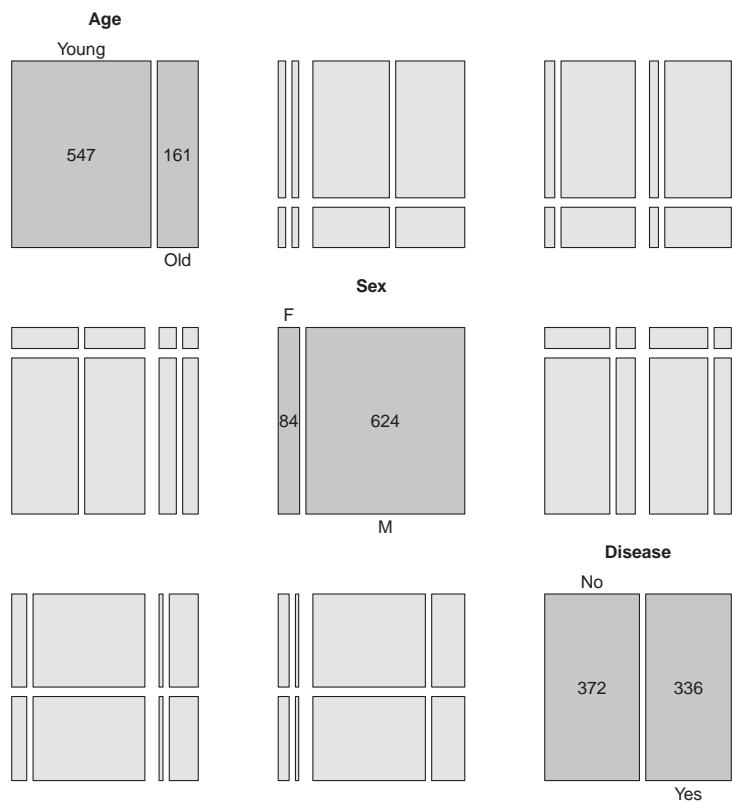 Age
Young
547 161
Old
Sex
F
84 624
M
Disease
No
372 336
Yes